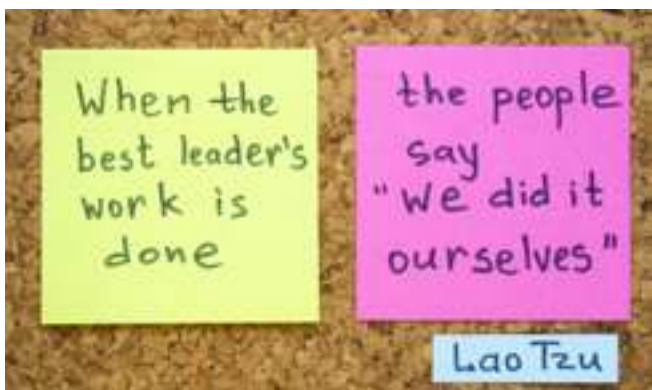 When the
best leader's
work is
done
the people
say
"We did it
ourselves"
Lao Tzu